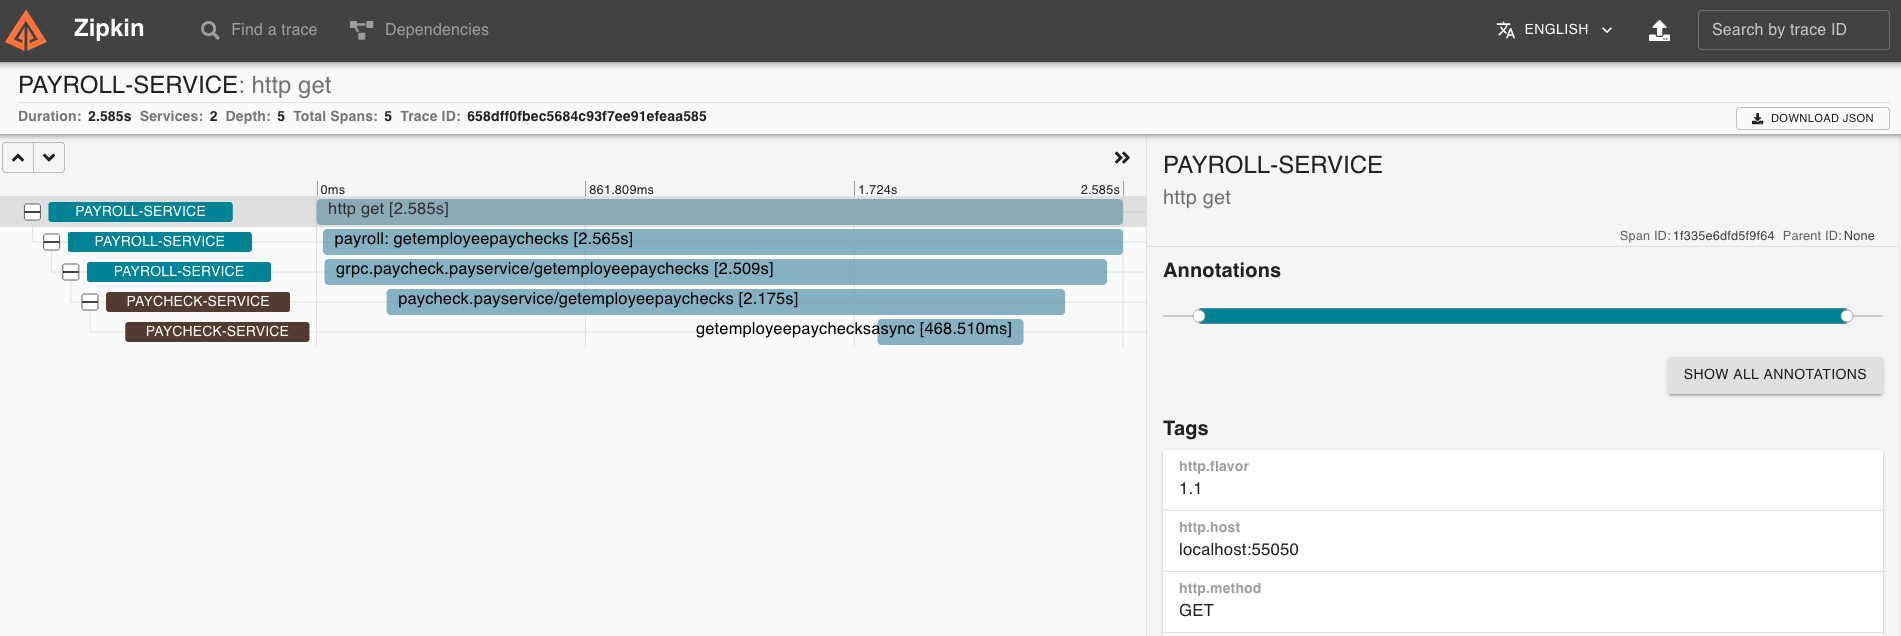 Zipkin
Find a trace
Dependencies
ENGLISH
Search by trace ID
PAYROLL-SERVICE: http get
Duration: 2.585s Services: 2 Depth: 5 Total Spans: 5 Trace ID: 658dff0fbec5684c93f7ee91efeaa585
DOWNLOAD JSON
0ms 861.809ms 1.724s 2.585s
PAYROLL-SERVICE http get [2.585s]
PAYROLL-SERVICE payroll: getemployeepaychecks [2.565s]
PAYROLL-SERVICE grpc.paycheck.payservice/getemployeepaychecks [2.509s]
PAYCHECK-SERVICE paycheck.payservice/getemployeepaychecks [2.175s]
PAYCHECK-SERVICE getemployeepaychecksasync [468.510ms]
PAYROLL-SERVICE
http get
Span ID: 1f335e6dfd5f9f64 Parent ID: None
Annotations
SHOW ALL ANNOTATIONS
Tags
http.flavor
1.1
http.host
localhost:55050
http.method
GET